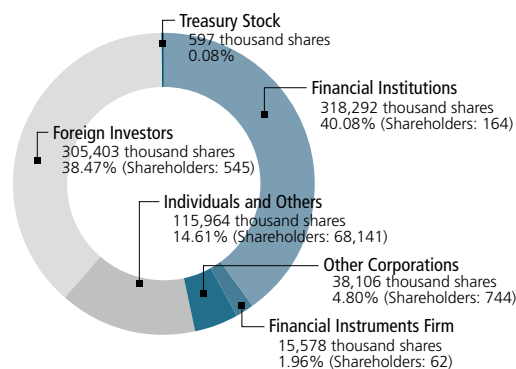 Treasury Stock
597 thousand shares
0.08%
Financial Institutions
318,292 thousand shares
40.08% (Shareholders: 164)
Foreign Investors
305,403 thousand shares
38.47% (Shareholders: 545)
Individuals and Others
115,964 thousand shares
14.61% (Shareholders: 68,141)
Other Corporations
38,106 thousand shares
4.80% (Shareholders: 744)
Financial Instruments Firm
15,578 thousand shares
1.96% (Shareholders: 62)